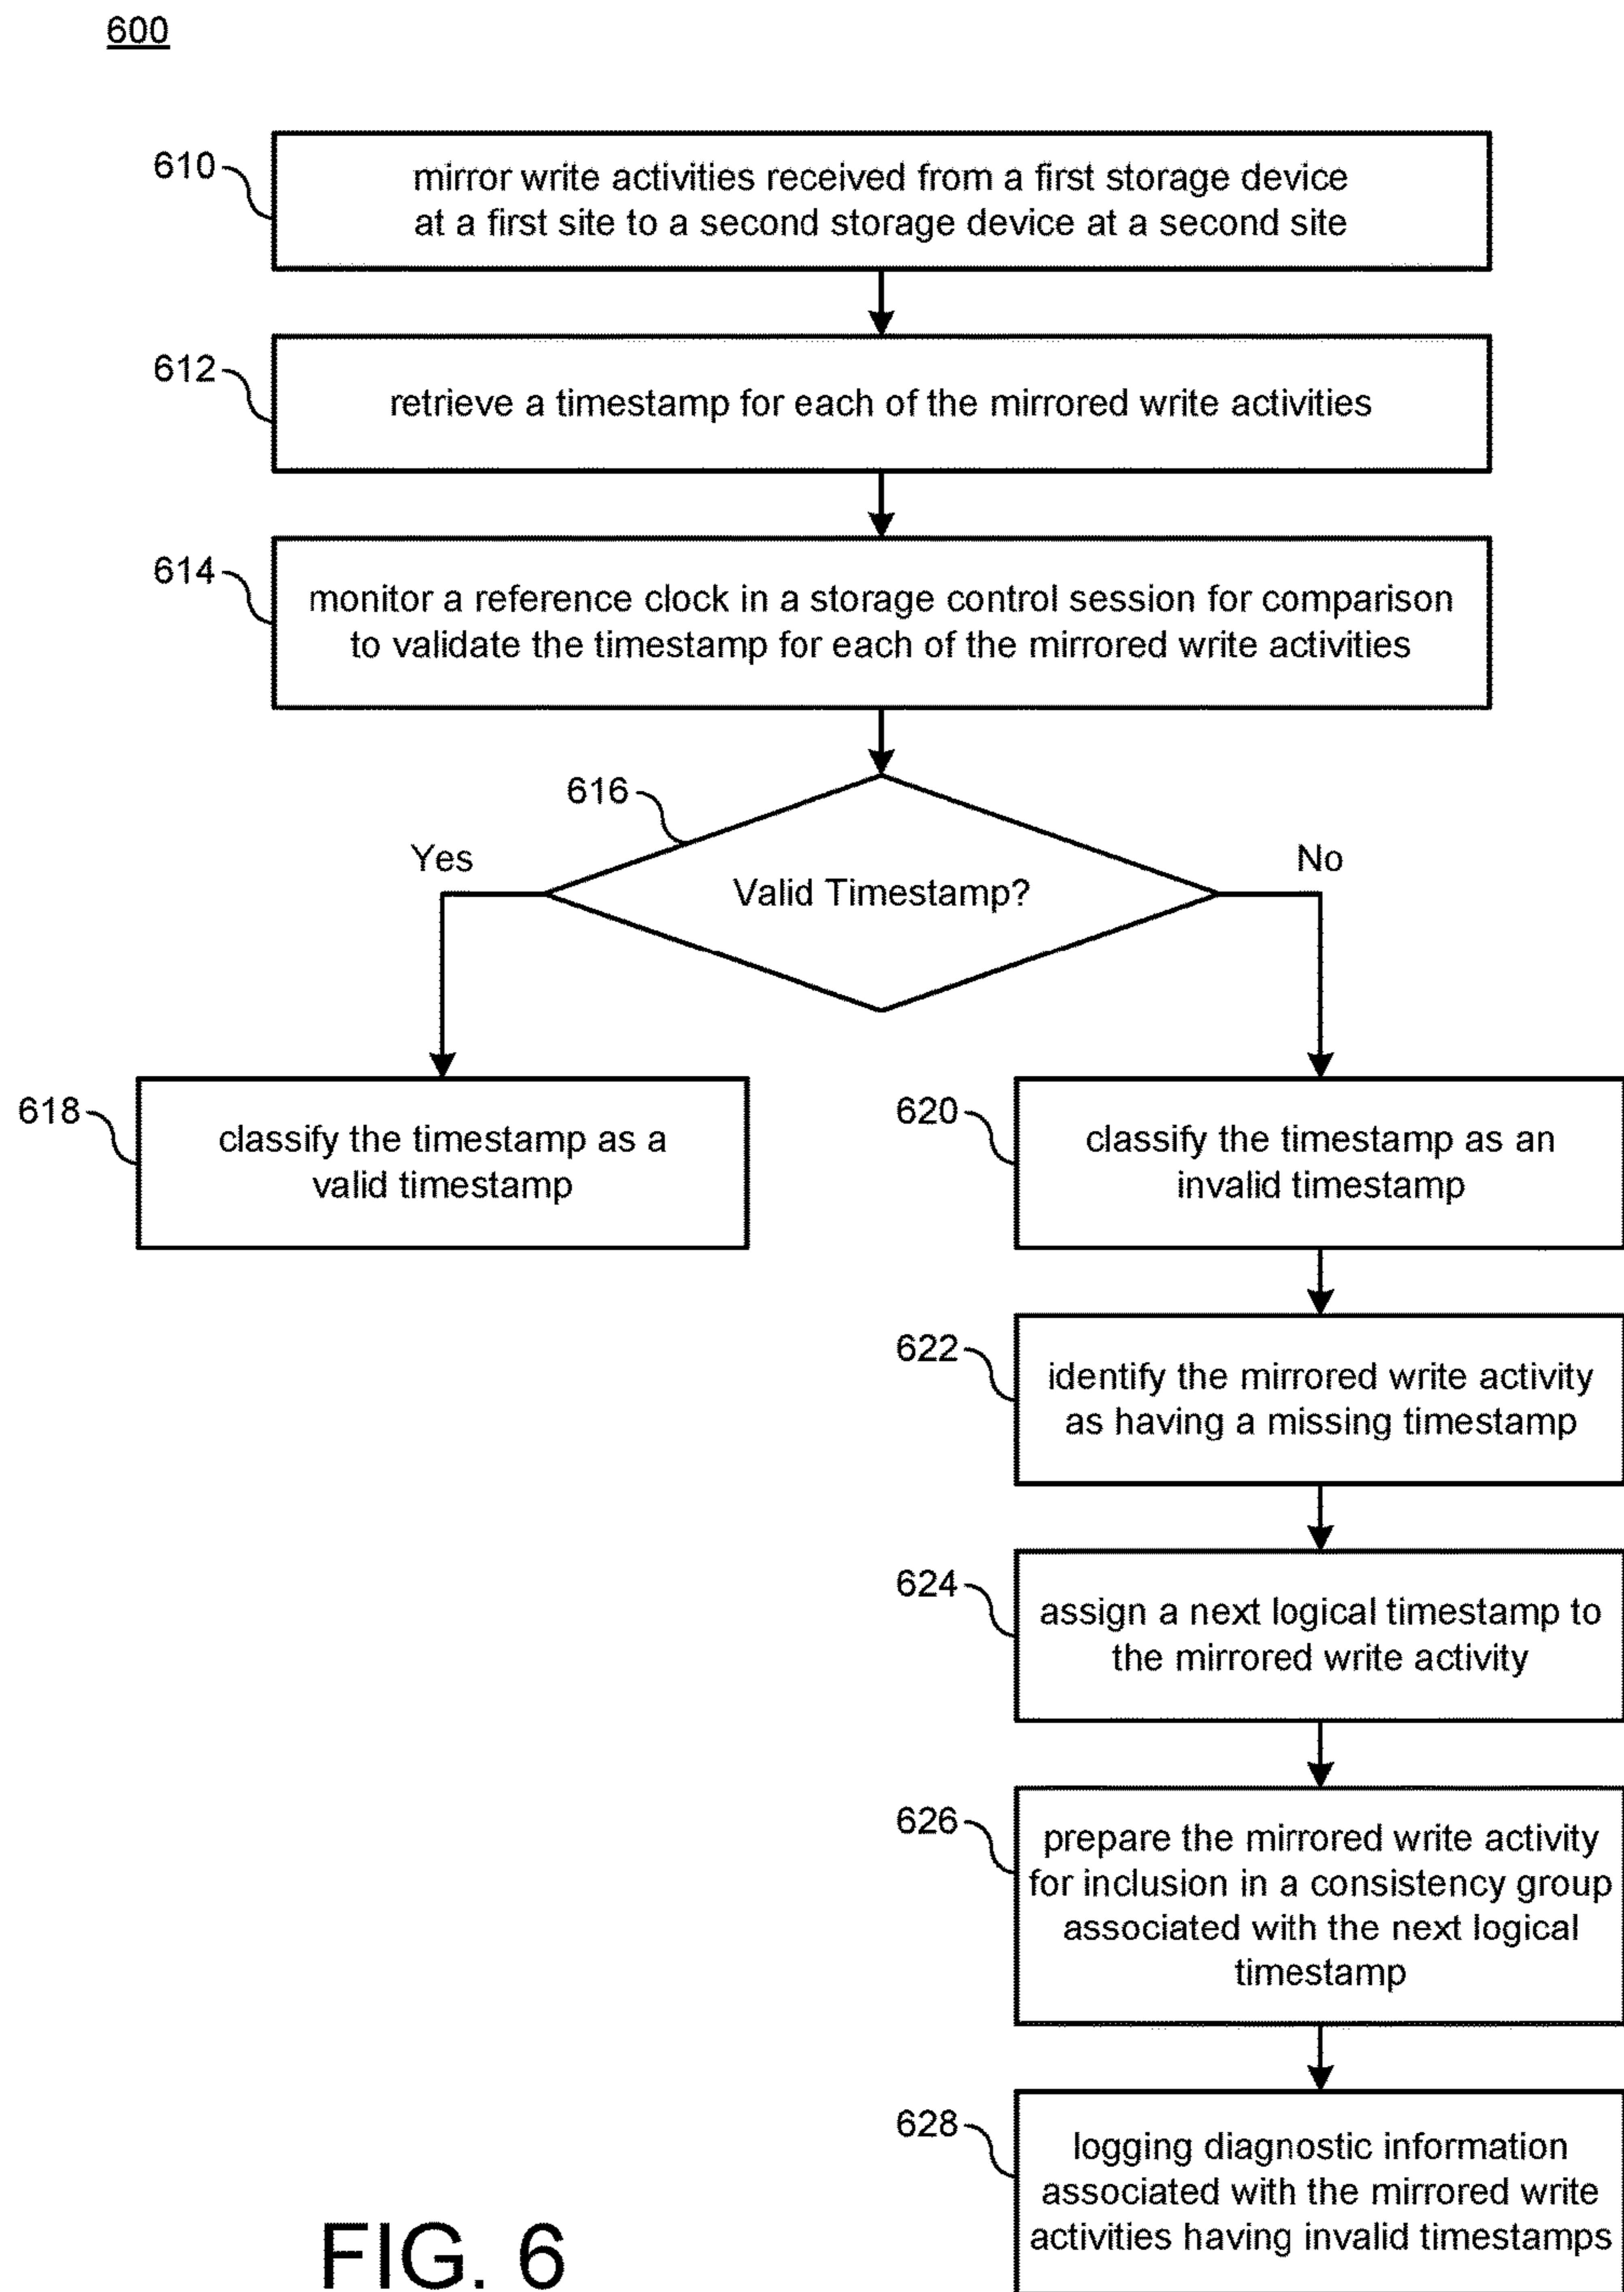 600
610
mirror write activities received from a first storage device
at a first site to a second storage device at a second site
612
retrieve a timestamp for each of the mirrored write activities
614
monitor a reference clock in a storage control session for comparison
to validate the timestamp for each of the mirrored write activities
616
Yes
No
Valid Timestamp?
618
classify the timestamp as a
valid timestamp
620
classify the timestamp as an
invalid timestamp
622
identify the mirrored write activity
as having a missing timestamp
624
assign a next logical timestamp to
the mirrored write activity
626
prepare the mirrored write activity
for inclusion in a consistency group
associated with the next logical
timestamp
628
logging diagnostic information
associated with the mirrored write
activities having invalid timestamps
FIG. 6